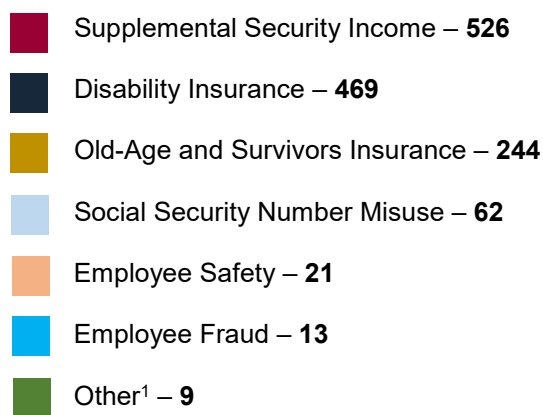 Supplemental Security Income – 526
Disability Insurance – 469
Old-Age and Survivors Insurance – 244
Social Security Number Misuse – 62
Employee Safety – 21
Employee Fraud – 13
Other¹ – 9